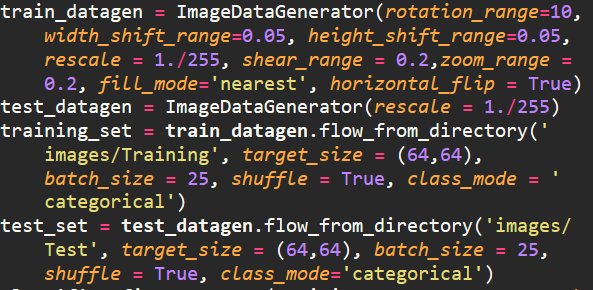 train_datagen = ImageDataGenerator(rotation_range=10,
width_shift_range=0.05, height_shift_range=0.05,
rescale = 1./255, shear_range = 0.2,zoom_range =
0.2, fill_mode='nearest', horizontal_flip = True)
test_datagen = ImageDataGenerator(rescale = 1./255)
training_set = train_datagen.flow_from_directory('
images/Training', target_size = (64,64),
batch_size = 25, shuffle = True, class_mode = '
categorical')
test_set = test_datagen.flow_from_directory('images/
Test', target_size = (64,64), batch_size = 25,
shuffle = True, class_mode='categorical')